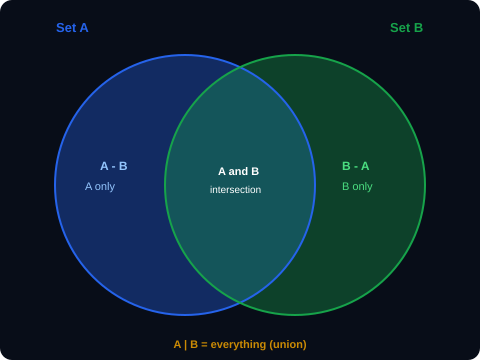 Set A
Set B
A - B
A only
A and B
intersection
B - A
B only
A | B = everything (union)